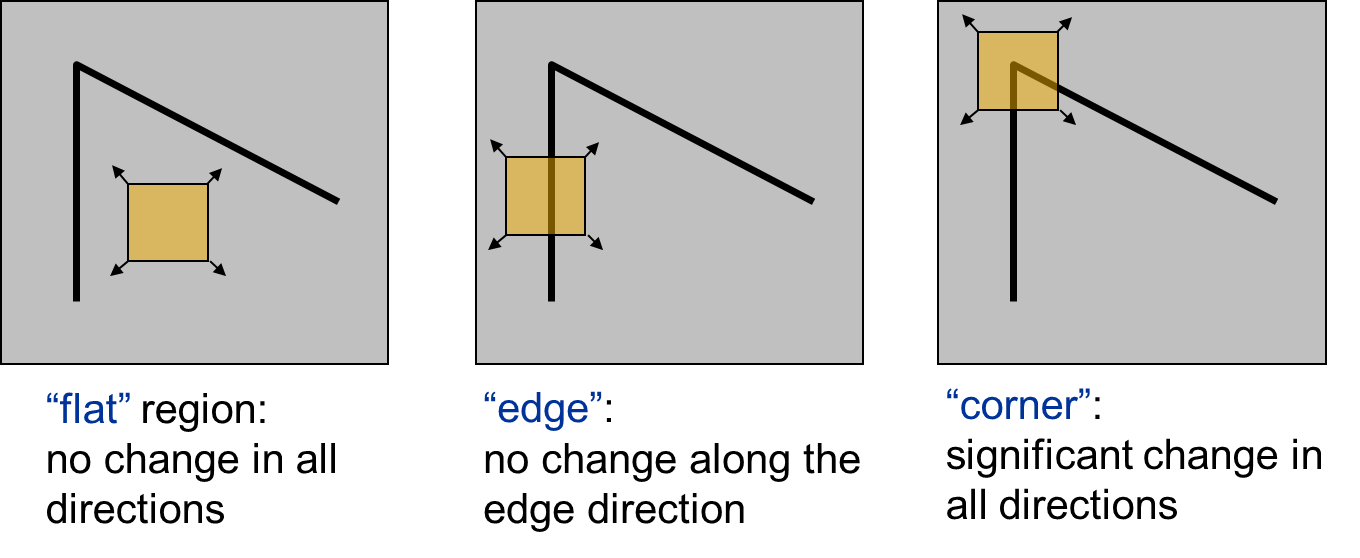 “flat” region:
no change in all
directions
“edge”:
no change along the
edge direction
“corner”:
significant change in
all directions